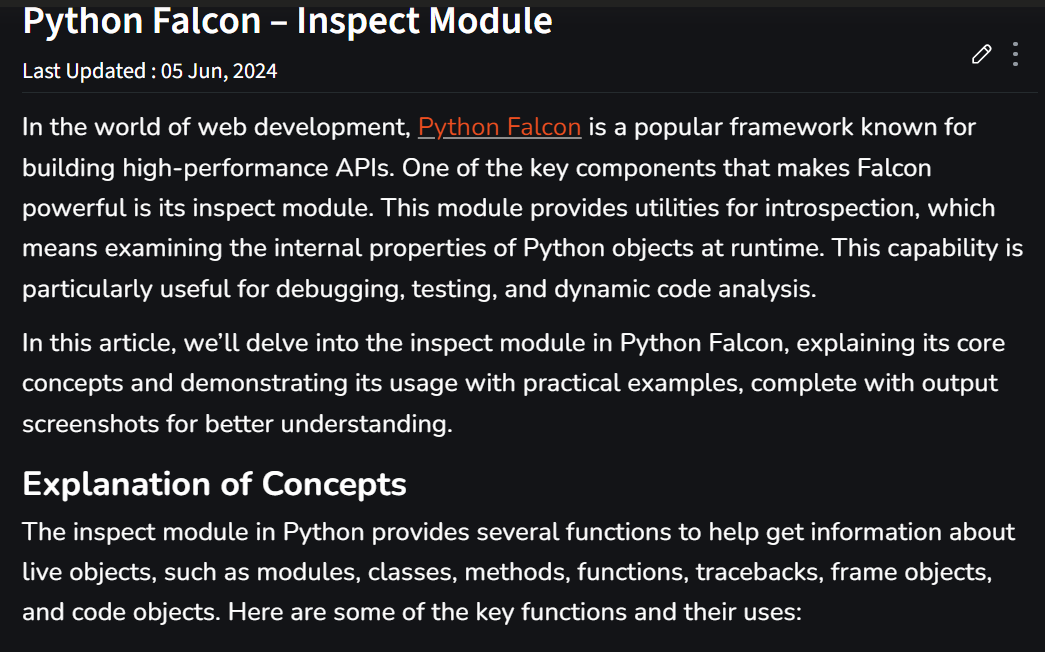 Python Falcon – Inspect Module
Last Updated : 05 Jun, 2024
In the world of web development, Python Falcon is a popular framework known for
building high-performance APIs. One of the key components that makes Falcon
powerful is its inspect module. This module provides utilities for introspection, which
means examining the internal properties of Python objects at runtime. This capability is
particularly useful for debugging, testing, and dynamic code analysis.
In this article, we’ll delve into the inspect module in Python Falcon, explaining its core
concepts and demonstrating its usage with practical examples, complete with output
screenshots for better understanding.
Explanation of Concepts
The inspect module in Python provides several functions to help get information about
live objects, such as modules, classes, methods, functions, tracebacks, frame objects,
and code objects. Here are some of the key functions and their uses: